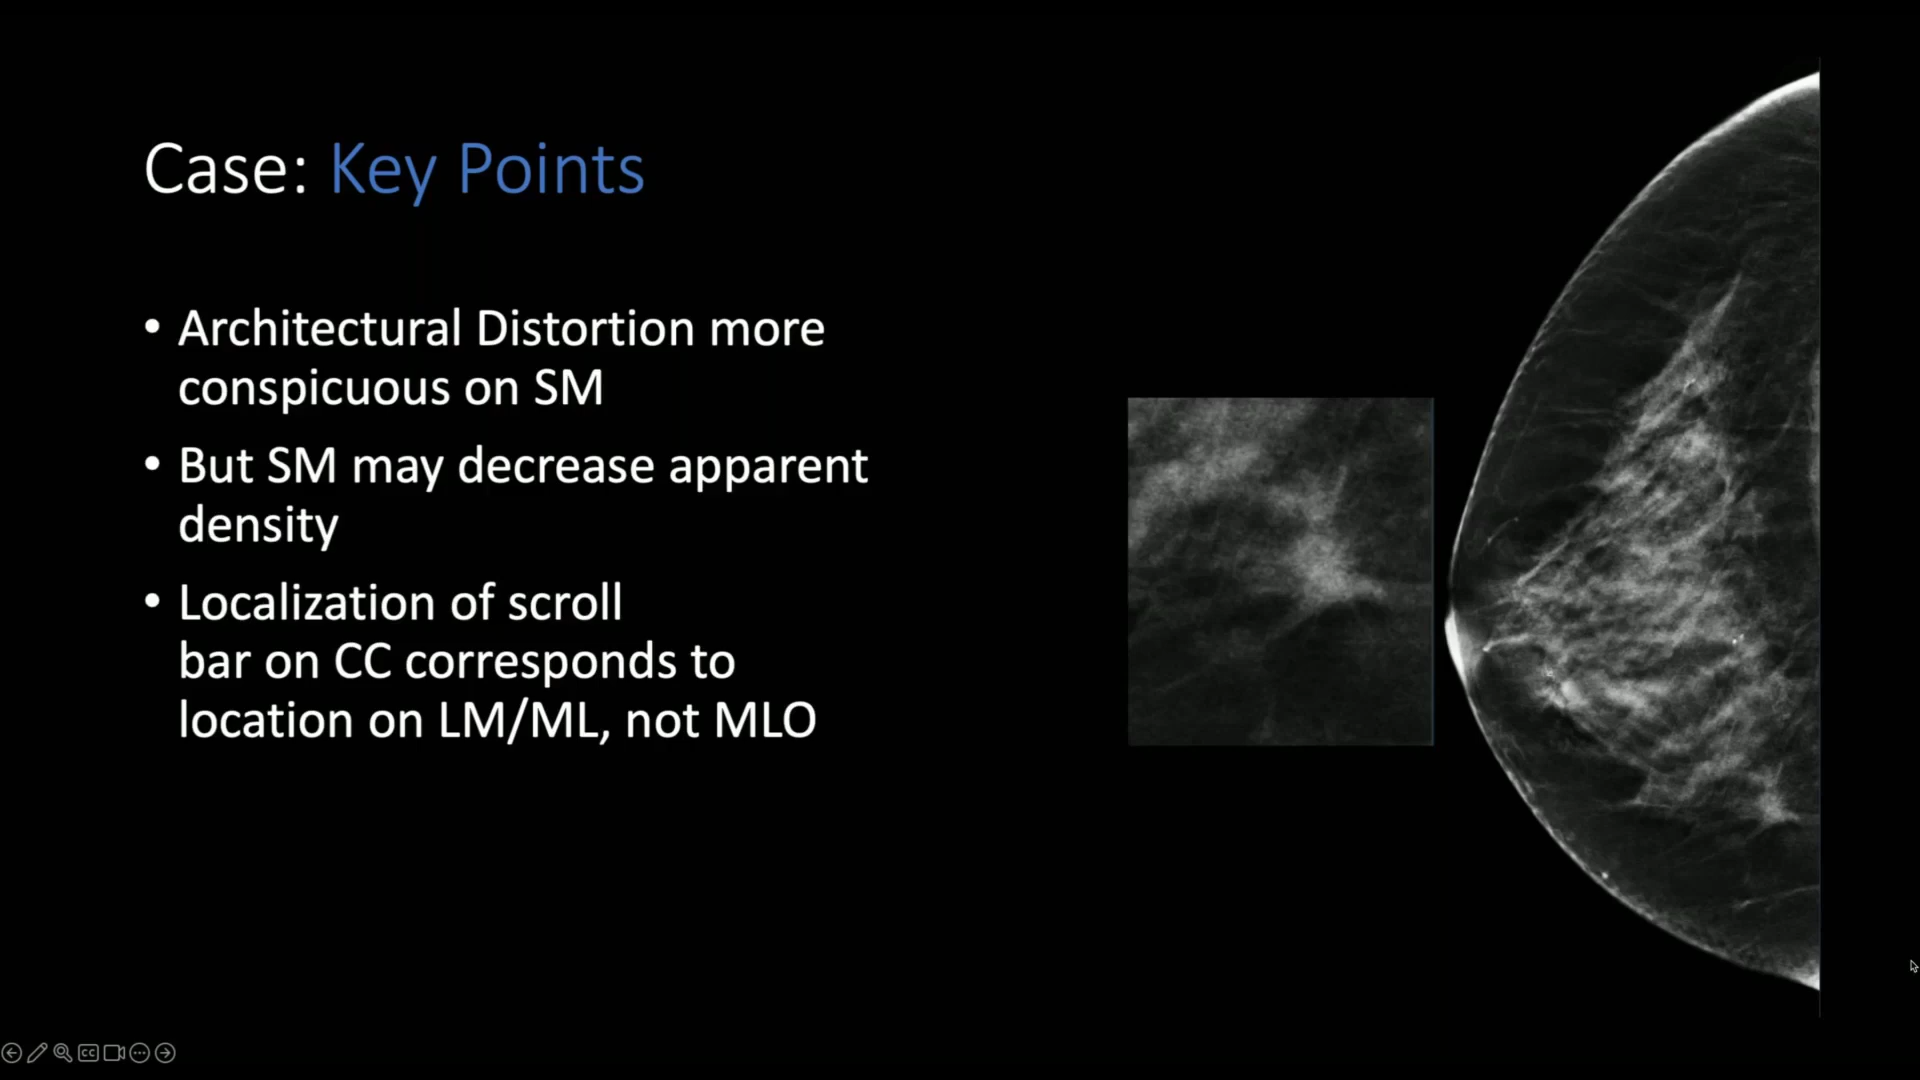 Case: Key Points
• Architectural Distortion more
conspicuous on SM
• But SM may decrease apparent
density
• Localization of scroll
bar on CC corresponds to
location on LM/ML, not MLO
CC